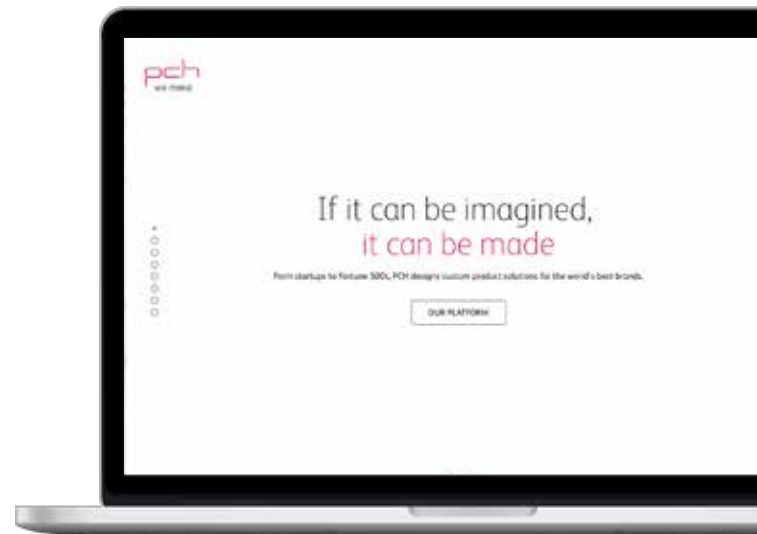 pch
we make
If it can be imagined,
it can be made
From startups to Fortune 500s, PCH designs custom product solutions for the world's best brands.
OUR PLATFORM